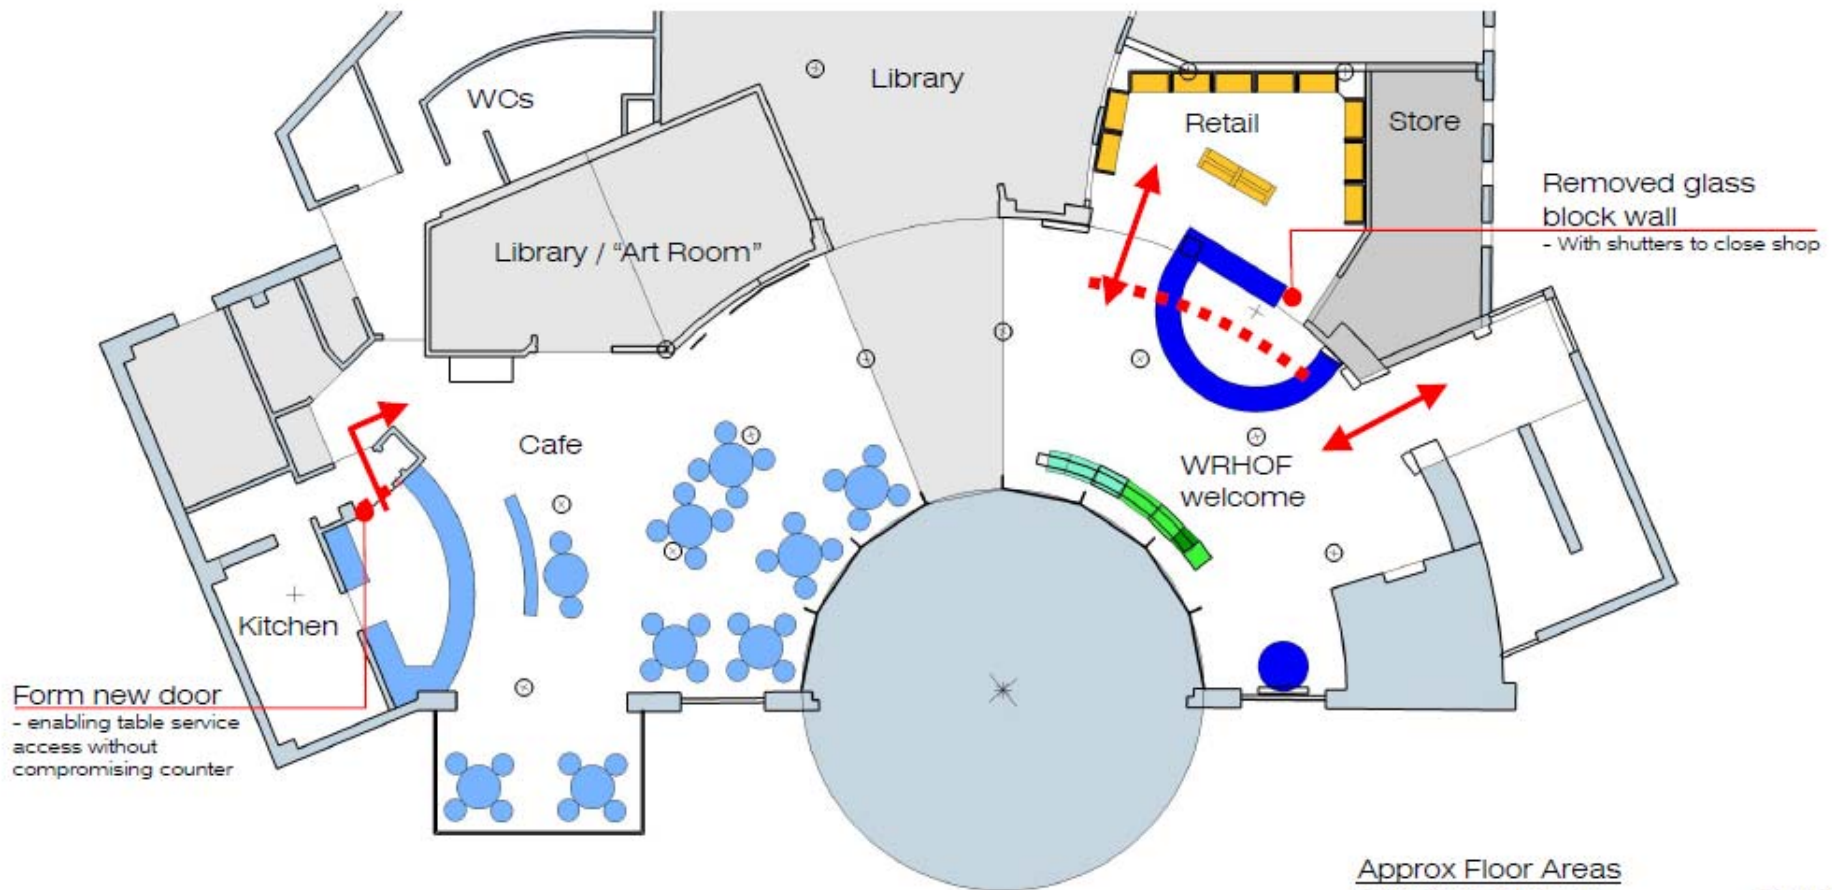 WCs
Library
Retail
Store
Removed glass
block wall
- With shutters to close shop
Library / "Art Room"
Cafe
WRHOF
welcome
Kitchen
Form new door
- enabling table service
access without
compromising counter
Approx Floor Areas